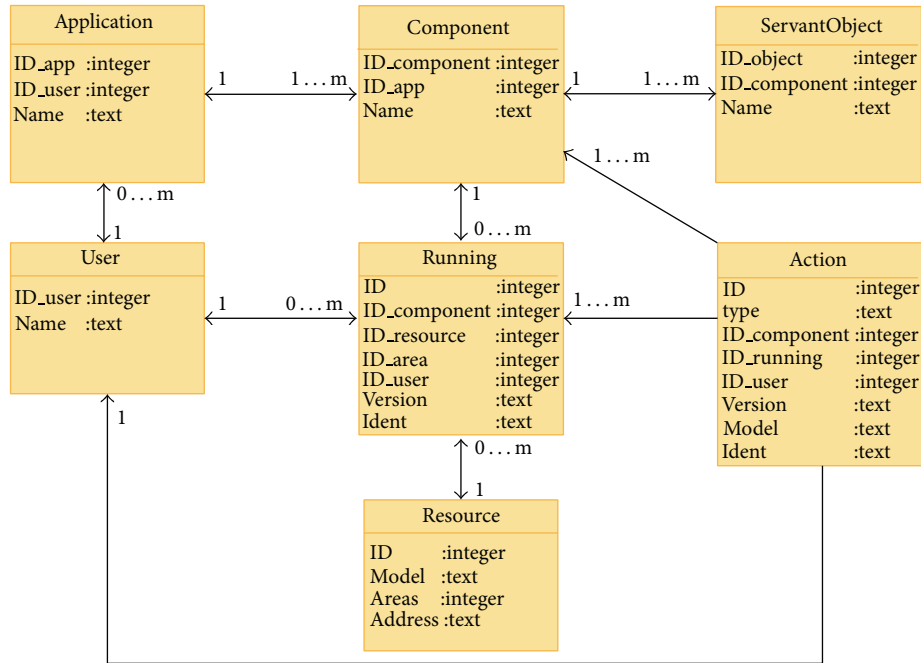 Application
ID_app :integer
ID_user :integer
Name :text
1
1...m
Component
ID_component :integer
ID_app :integer
Name :text
1
1...m
ServantObject
ID_object :integer
ID_component :integer
Name :text
0...m
1
1
0...m
1...m
User
ID_user :integer
Name :text
1
0...m
Running
ID :integer
ID_component :integer
ID_resource :integer
ID_area :integer
ID_user :integer
Version :text
Ident :text
1...m
Action
ID :integer
type :text
ID_component :integer
ID_running :integer
ID_user :integer
Version :text
Model :text
Ident :text
1
0...m
1
Resource
ID :integer
Model :text
Areas :integer
Address :text